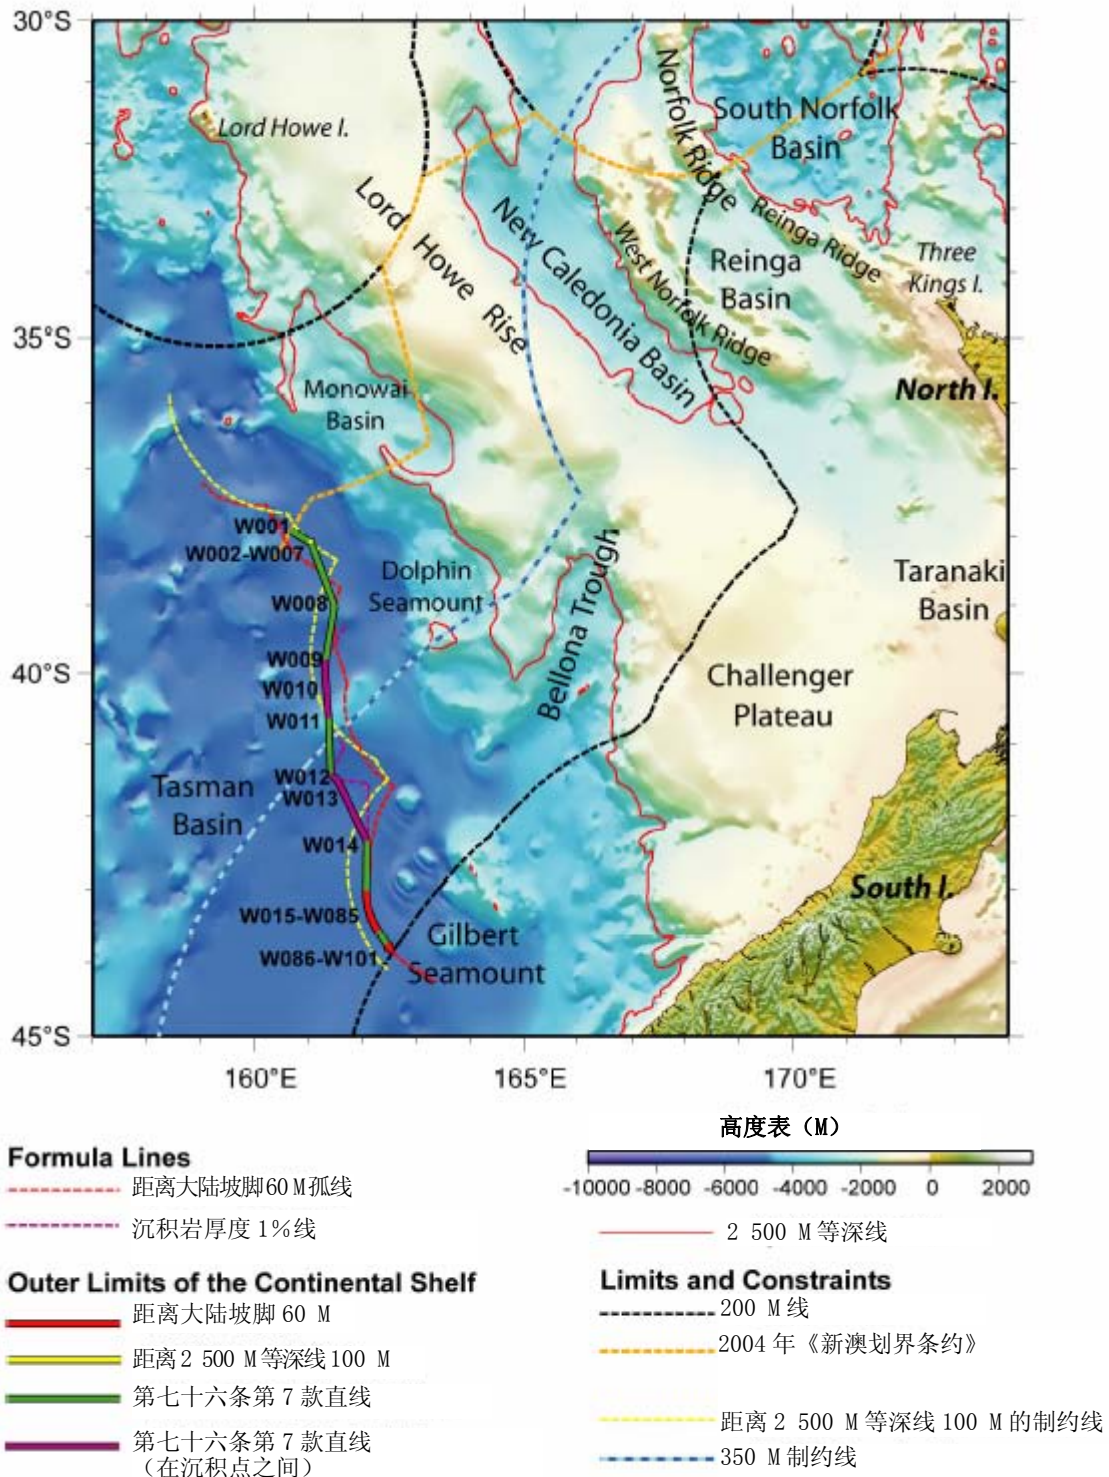 30°S
Lord Howe I.
Norfolk Ridge
South Norfolk
Basin
Lord Howe Rise
New Caledonia Basin
West Norfolk Ridge
Reinga Ridge
Reinga
Basin
Three
Kings I.
35°S
Monowai
Basin
North I.
W001
W002-W007
Dolphin
Seamount
W008
Bellona Trough
Taranaki
Basin
W009
40°S
W010
W011
Challenger
Plateau
Tasman
Basin
W012
W013
W014
South I.
W015-W085
W086-W101
Gilbert
Seamount
45°S
160°E
165°E
170°E
高度表（M）
-10000 -8000 -6000 -4000 -2000 0 2000
Formula Lines
距离大陆坡脚60 M孤线
沉积岩厚度 1%线
2 500 M 等深线
Outer Limits of the Continental Shelf
距离大陆坡脚 60 M
距离2 500 M等深线100 M
第七十六条第 7 款直线
第七十六条第 7 款直线
（在沉积点之间）
Limits and Constraints
200 M 线
2004 年《新澳划界条约》
距离 2 500 M 等深线 100 M 的制约线
350 M 制约线